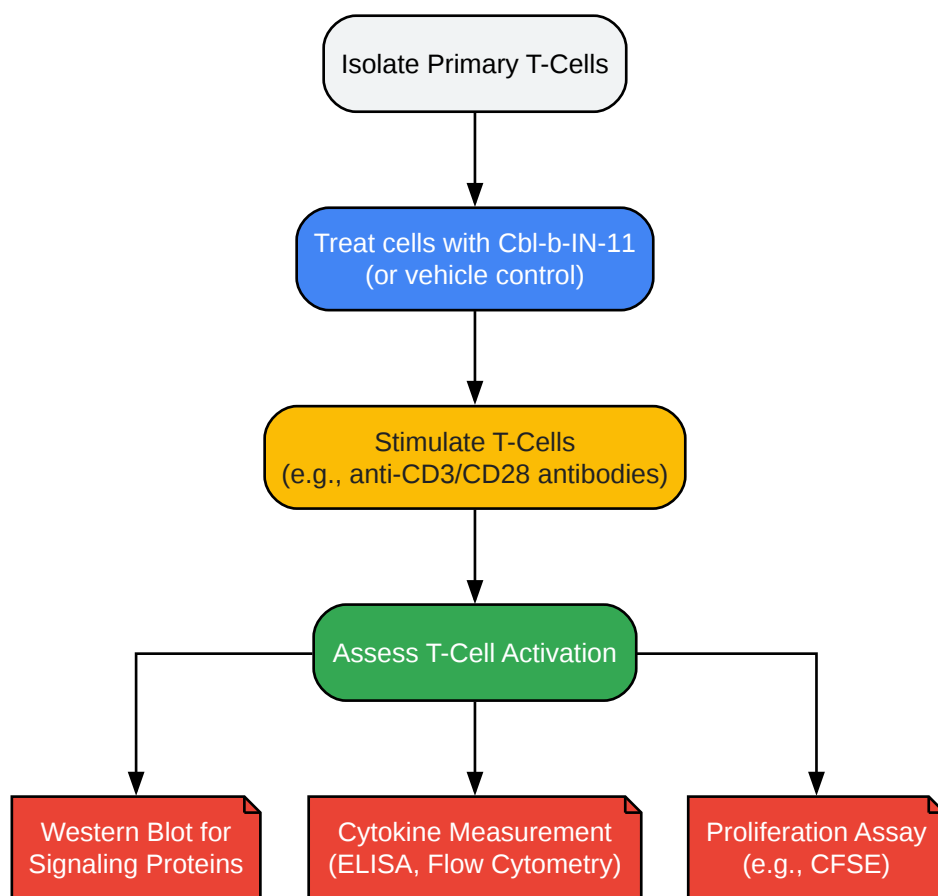 Isolate Primary T-Cells
Treat cells with Cbl-b-IN-11
(or vehicle control)
Stimulate T-Cells
(e.g., anti-CD3/CD28 antibodies)
Assess T-Cell Activation
Western Blot for
Signaling Proteins
Cytokine Measurement
(ELISA, Flow Cytometry)
Proliferation Assay
(e.g., CFSE)